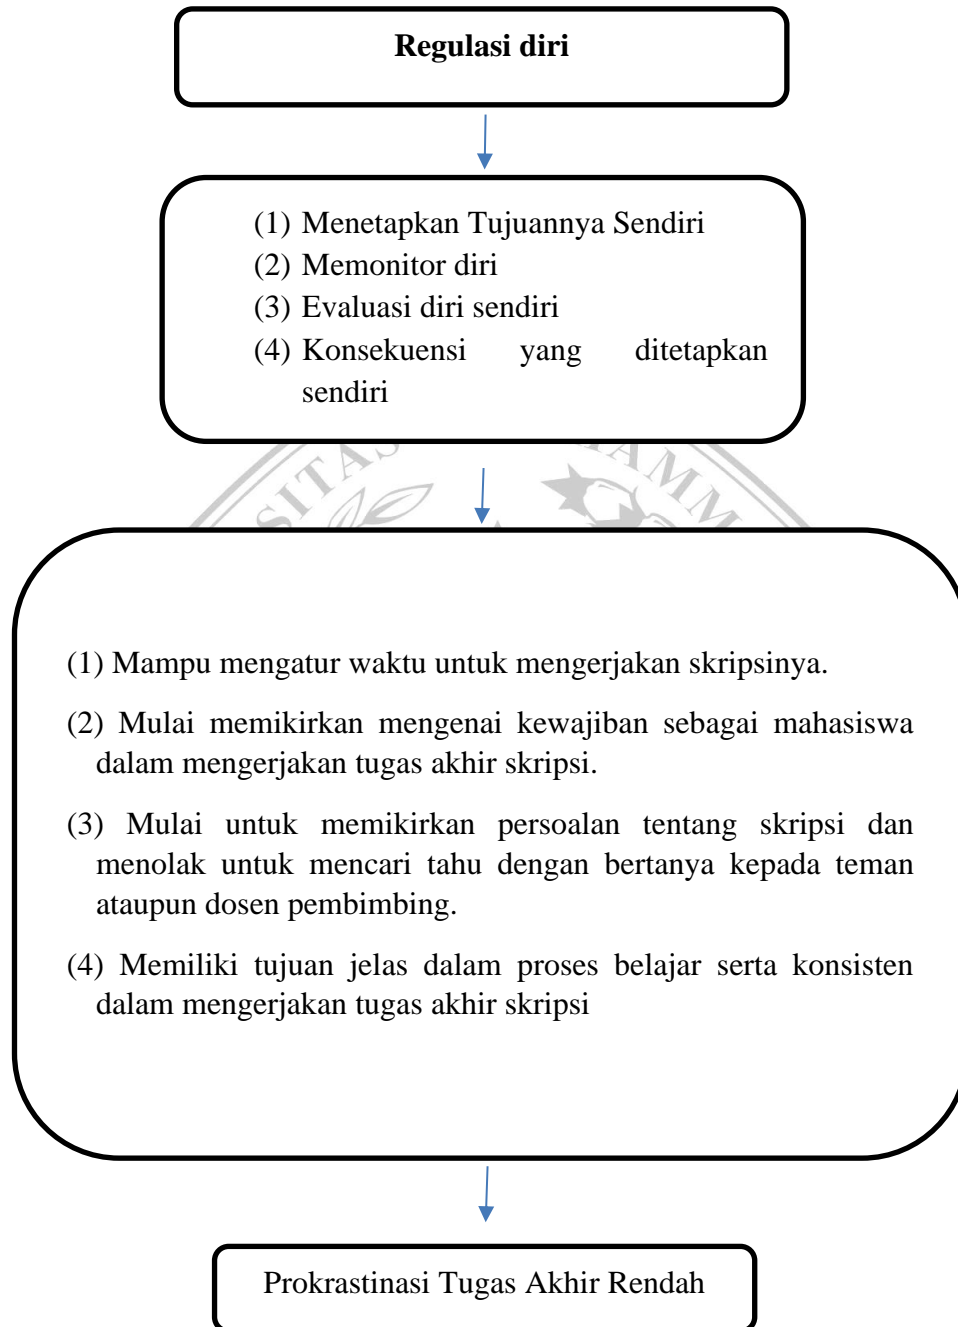 Regulasi diri
(1) Menetapkan Tujuannya Sendiri
(2) Memonitor diri
(3) Evaluasi diri sendiri
(4) Konsekuensi yang ditetapkan
sendiri
(1) Mampu mengatur waktu untuk mengerjakan skripsinya.
(2) Mulai memikirkan mengenai kewajiban sebagai mahasiswa
dalam mengerjakan tugas akhir skripsi.
(3) Mulai untuk memikirkan persoalan tentang skripsi dan
menolak untuk mencari tahu dengan bertanya kepada teman
ataupun dosen pembimbing.
(4) Memiliki tujuan jelas dalam proses belajar serta konsisten
dalam mengerjakan tugas akhir skripsi
Prokrastinasi Tugas Akhir Rendah